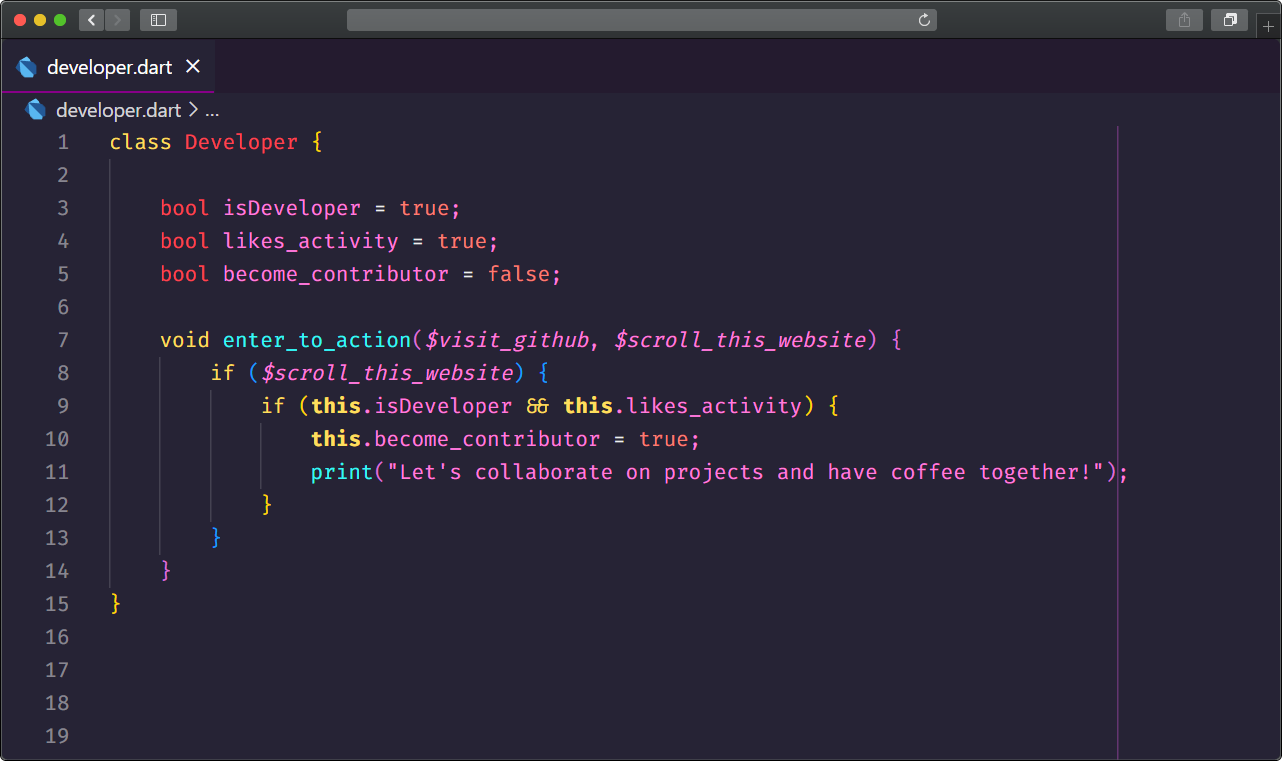 developer.dart
developer.dart > ...
1 class Developer {
2
3     bool isDeveloper = true;
4     bool likes_activity = true;
5     bool become_contributor = false;
6
7     void enter_to_action($visit_github, $scroll_this_website) {
8         if ($scroll_this_website) {
9             if (this.isDeveloper && this.likes_activity) {
10                 this.become_contributor = true;
11                 print("Let's collaborate on projects and have coffee together!");
12             }
13         }
14     }
15 }
16
17
18
19